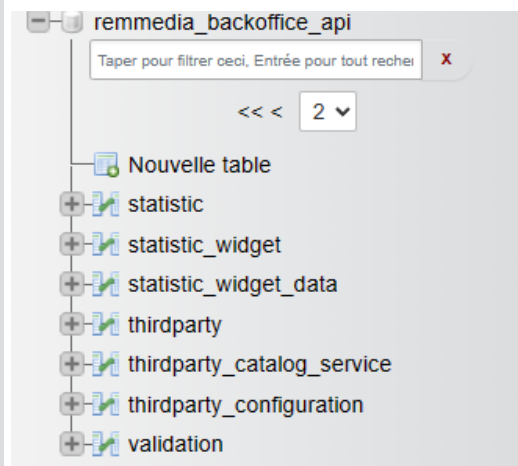 remmedia_backoffice_api
Taper pour filtrer ceci, Entrée pour tout recher X
<< < 2
Nouvelle table
statistic
statistic_widget
statistic_widget_data
thirdparty
thirdparty_catalog_service
thirdparty_configuration
validation